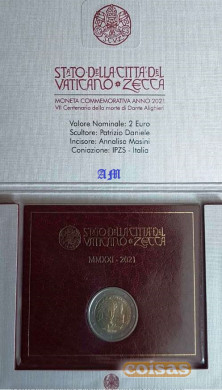 STATO DELLA CITTÀ DEL
VATICANO ZECCA
MONETA COMMEMORATIVA ANNO 2021
VII Centenario della morte di Dante Alighieri
Valore Nominale: 2 Euro
Scultore: Patrizio Daniele
Incisore: Annalisa Masini
Coniazione: IPZS - Italia
AM
STATO DELLA CITTÀ DEL
VATICANO ZECCA
MMXXI - 2021
coisas